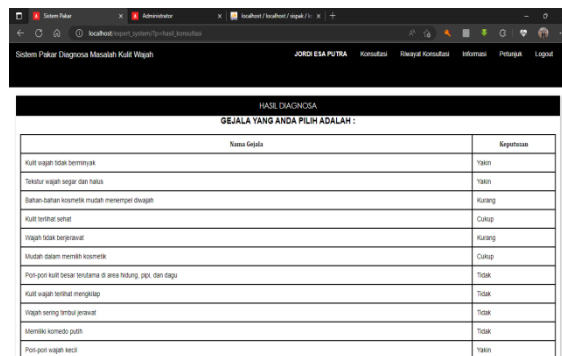 Sistem Pakar
Administrator
localhost / localhost / sispak / k
localhost/expert_system/?p=hasil_konsultasi
Sistem Pakar Diagnosa Masalah Kulit Wajah
JORDI ESA PUTRA Konsultasi Riwayat Konsultasi Informasi Petunjuk Logout
HASIL DIAGNOSA
GEJALA YANG ANDA PILIH ADALAH :
Nama Gejala Keputusan
Kulit wajah tidak berminyak Yakin
Tekstur wajah segar dan halus Yakin
Bahan-bahan kosmetik mudah menempel diwajah Kurang
Kulit terlihat sehat Cukup
Wajah tidak berjerawat Kurang
Mudah dalam memilih kosmetik Cukup
Pori-pori kulit besar terutama di area hidung, pipi, dan dagu Tidak
Kulit wajah terlihat mengkilap Tidak
Wajah sering timbul jerawat Tidak
Memiliki komedo putih Tidak
Pori-pori wajah kecil Yakin